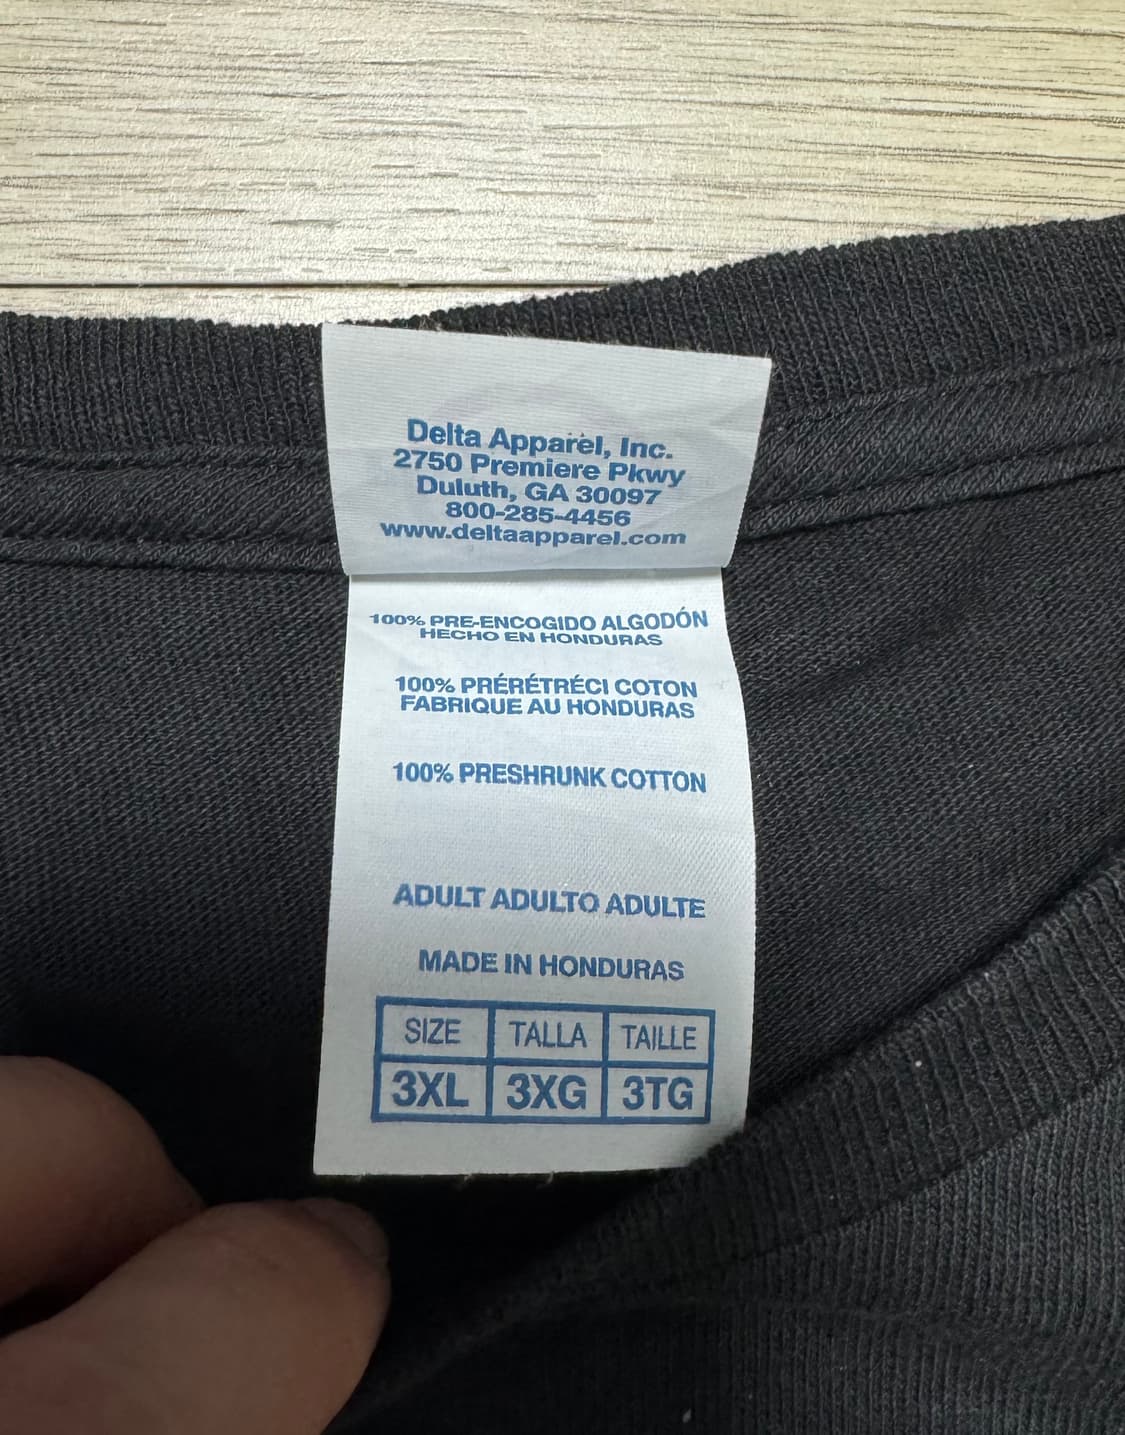 Delta Apparel, Inc.
2750 Premiere Pkwy
Duluth, GA 30097
800-285-4456
www.deltaapparel.com
100% PRE-ENCOGIDO ALGODÓN
HECHO EN HONDURAS
100% PRÉRÉTRÉCI COTON
FABRIQUE AU HONDURAS
100% PRESHRUNK COTTON
ADULT ADULTO ADULTE
MADE IN HONDURAS
SIZE TALLA TAILLE
3XL 3XG 3TG